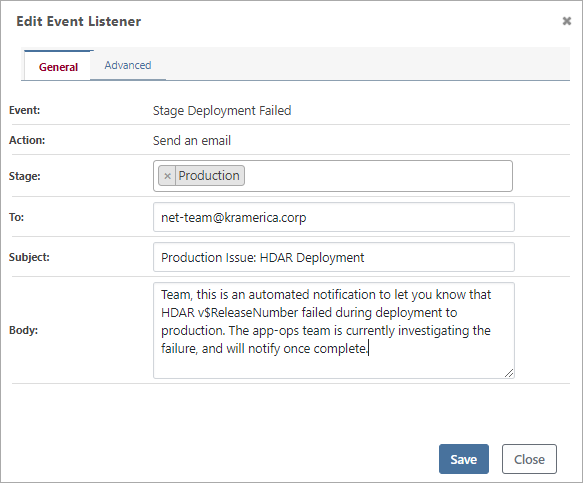 Edit Event Listener
×
General
Advanced
Event: Stage Deployment Failed
Action: Send an email
Stage: × Production
To: net-team@kramerica.corp
Subject: Production Issue: HDAR Deployment
Team, this is an automated notification to let you know that
HDAR v$ReleaseNumber failed during deployment to
Body: production. The app-ops team is currently investigating the
failure, and will notify once complete.
Save
Close